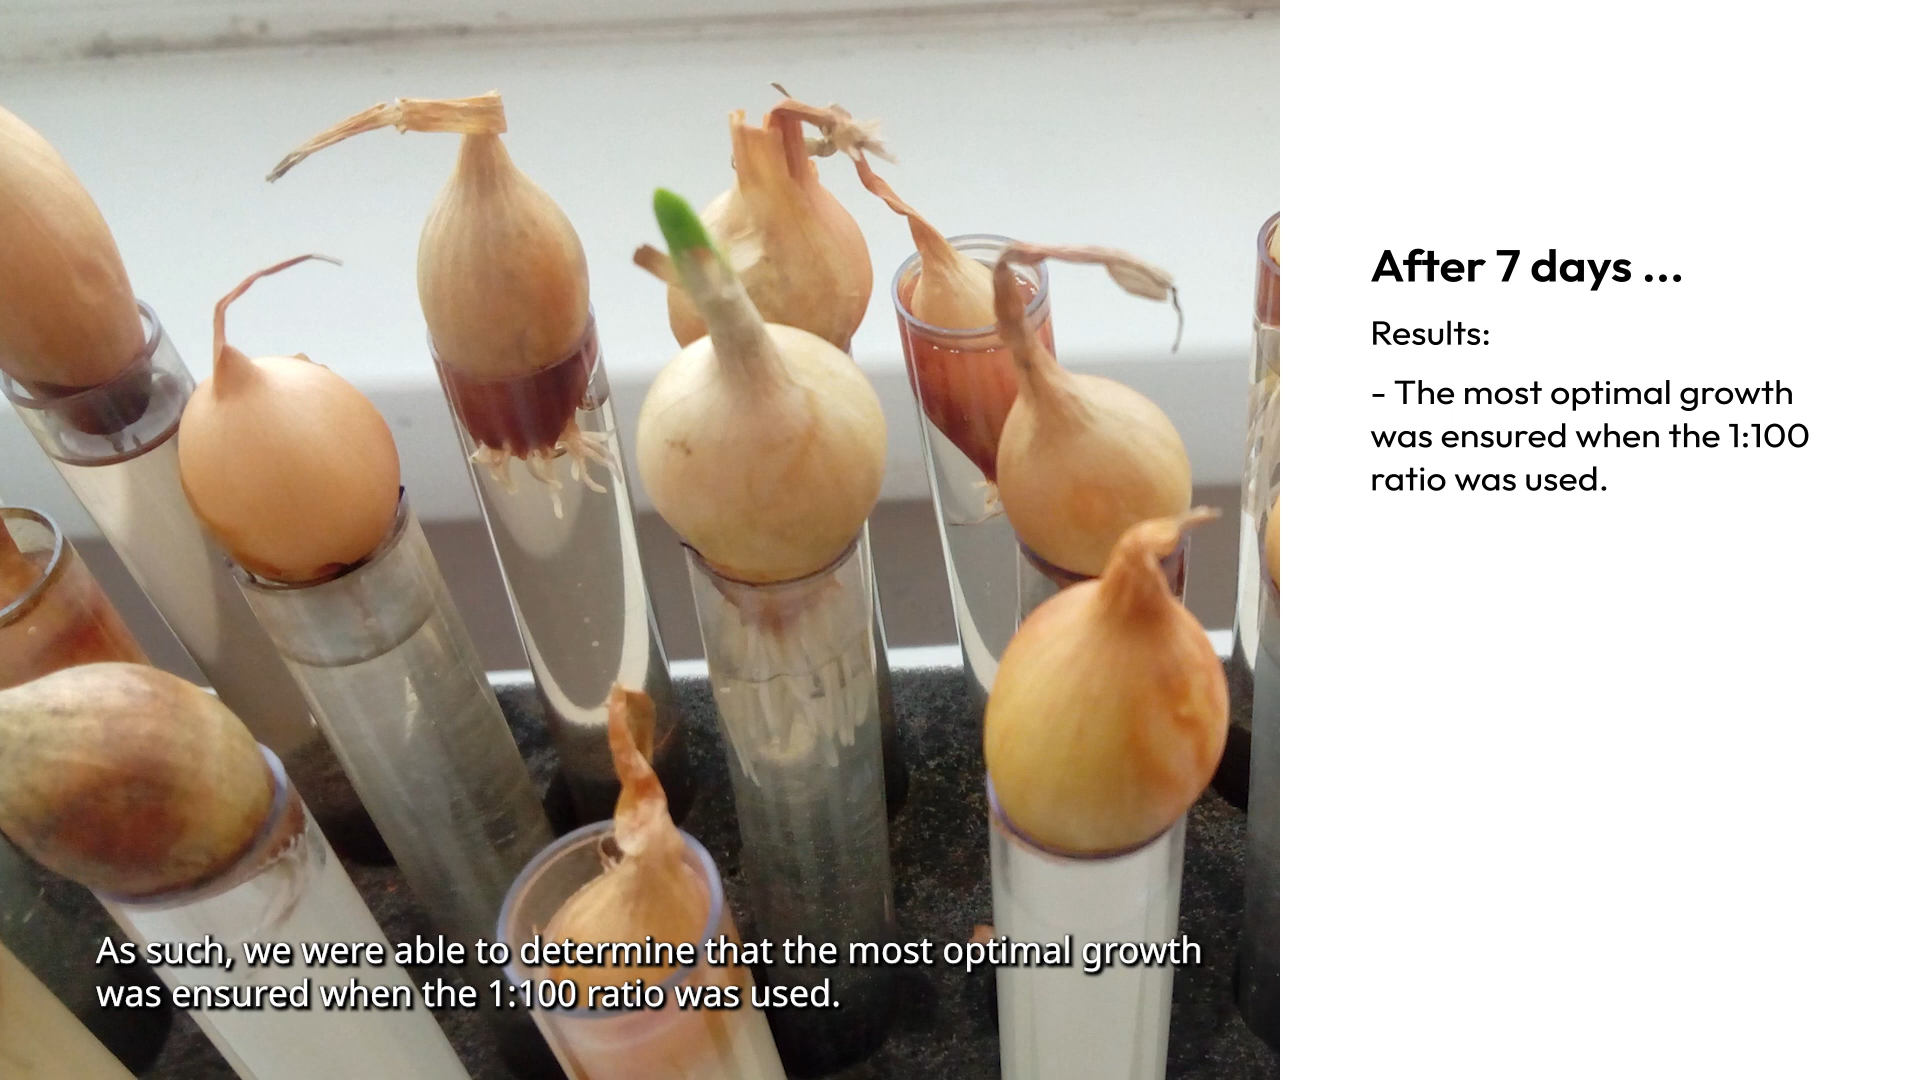 After 7 days ...
Results:
- The most optimal growth
was ensured when the 1:100
ratio was used.
As such, we were able to determine that the most optimal growth
was ensured when the 1:100 ratio was used.